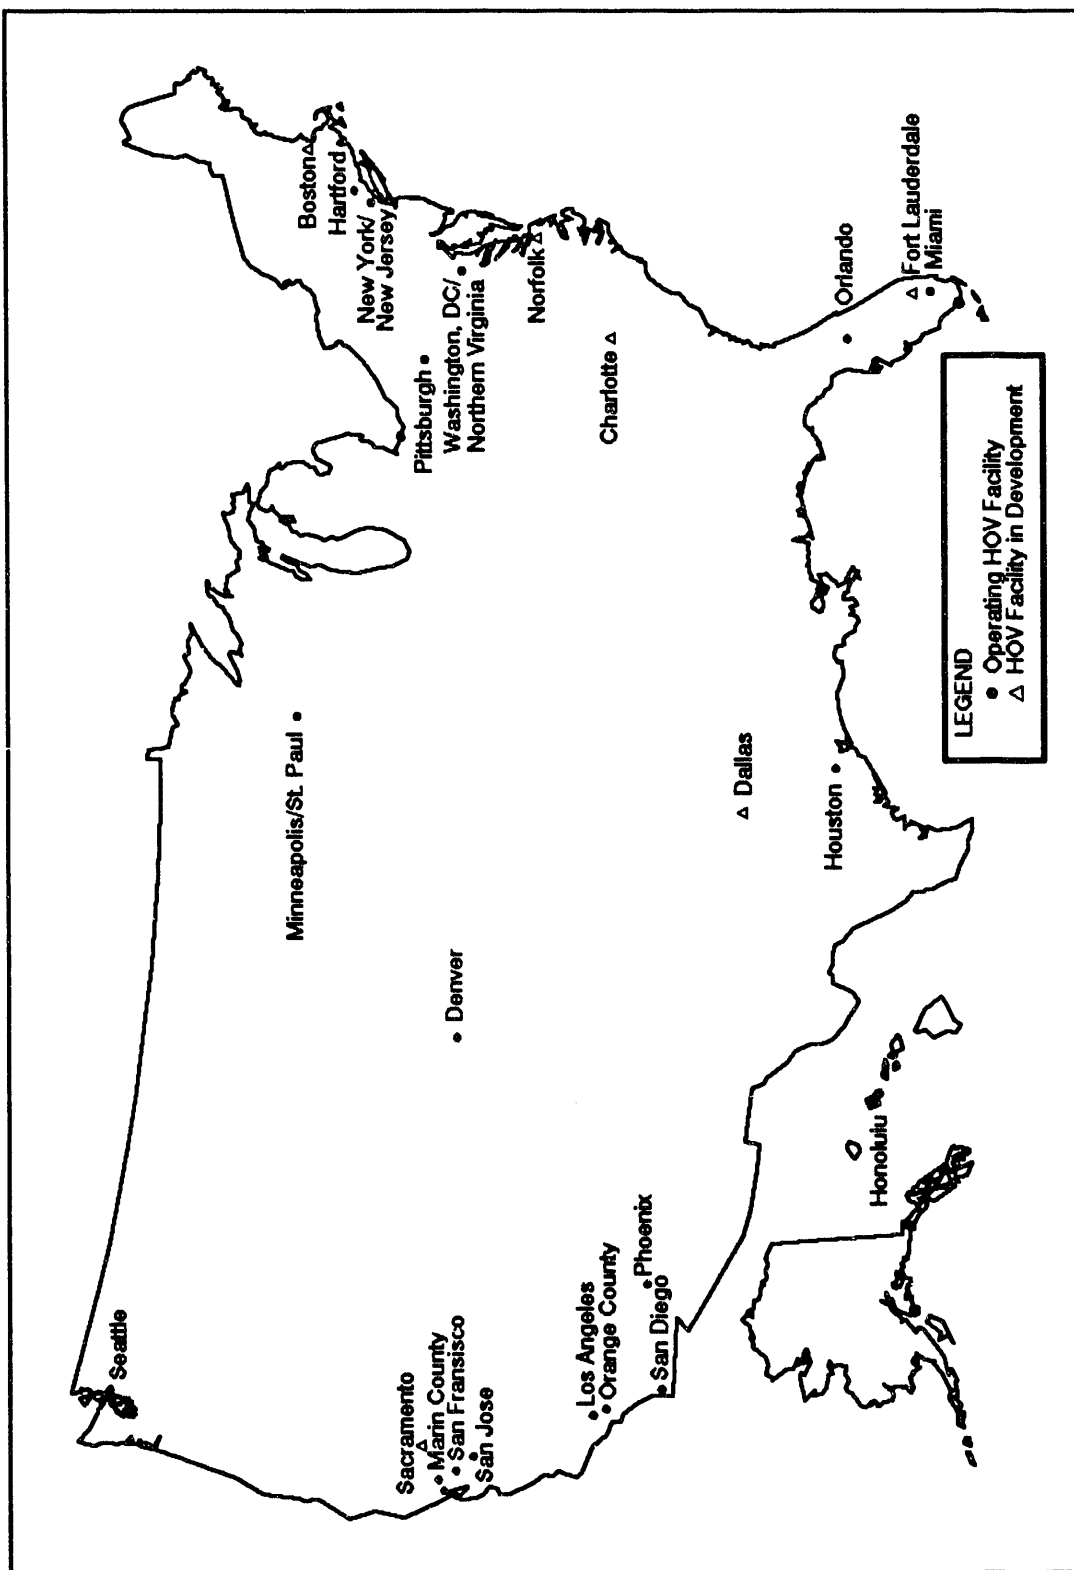 Seattle
Sacramento
Marin County
San Fransisco
San Jose
Los Angeles
Orange County
San Diego
Phoenix
Denver
Minneapolis/St. Paul
Dallas
Houston
Honolulu
Pittsburgh
Washington, DC/
Northern Virginia
New York/
New Jersey
Boston
Hartford
Norfolk
Charlotte
Orlando
Fort Lauderdale
Miami
LEGEND
Operating HOV Facility
HOV Facility in Development